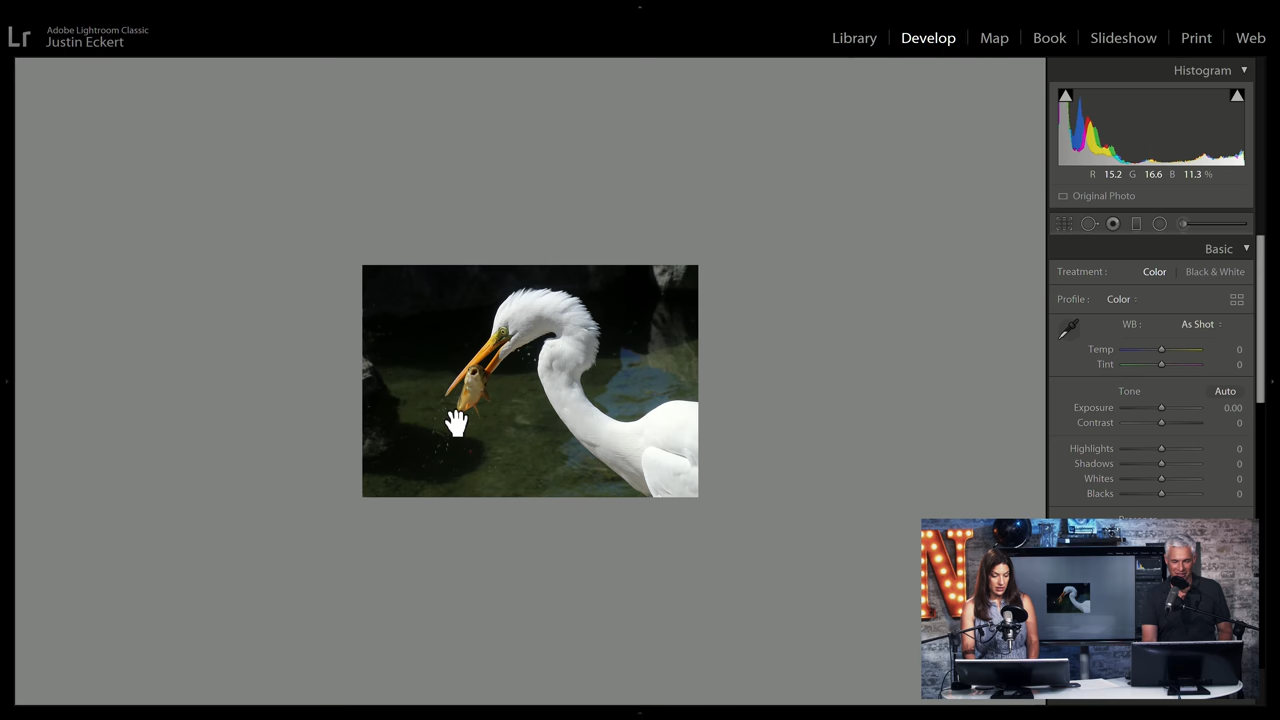 Lr
Adobe Lightroom Classic
Justin Eckert
Library Develop Map Book Slideshow Print Web
Histogram
R 15.2 G 16.6 B 11.3 %
Original Photo
Basic
Treatment : Color Black & White
Profile : Color
WB : As Shot
Temp 0
Tint 0
Tone Auto
Exposure 0.00
Contrast 0
Highlights 0
Shadows 0
Whites 0
Blacks 0
N